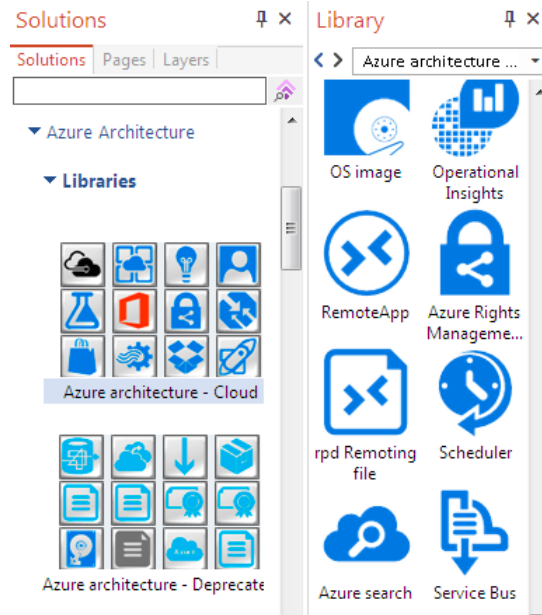 Solutions
Solutions Pages Layers
Azure Architecture
Libraries
Azure architecture - Cloud
Azure architecture - Deprecate
Library
Azure architecture ...
OS image
Operational
Insights
RemoteApp
Azure Rights
Manageme...
rpd Remoting
file
Scheduler
Azure search
Service Bus